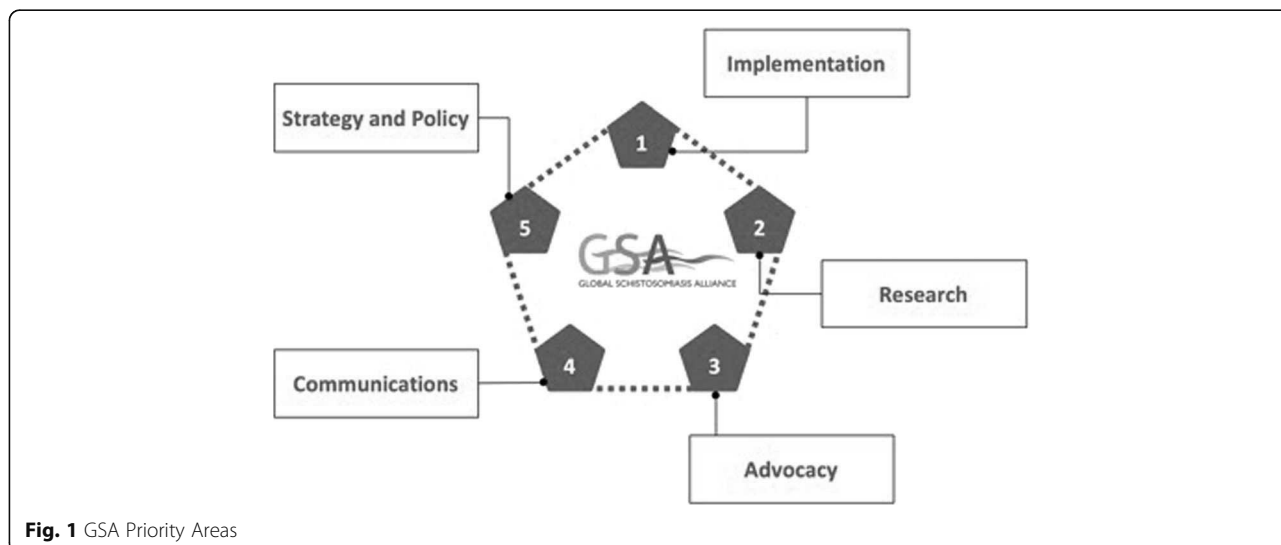 Implementation
Strategy and Policy
1
5
2
GSA
GLOBAL SCHISTOSOMIASIS ALLIANCE
Research
4
3
Communications
Advocacy
Fig. 1 GSA Priority Areas